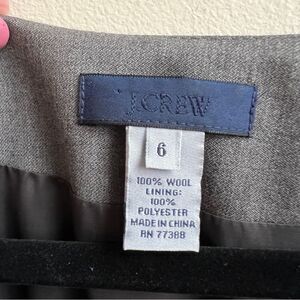 J.CREW
6
100% WOOL
LINING:
100%
POLYESTER
MADE IN CHINA
RN 77388